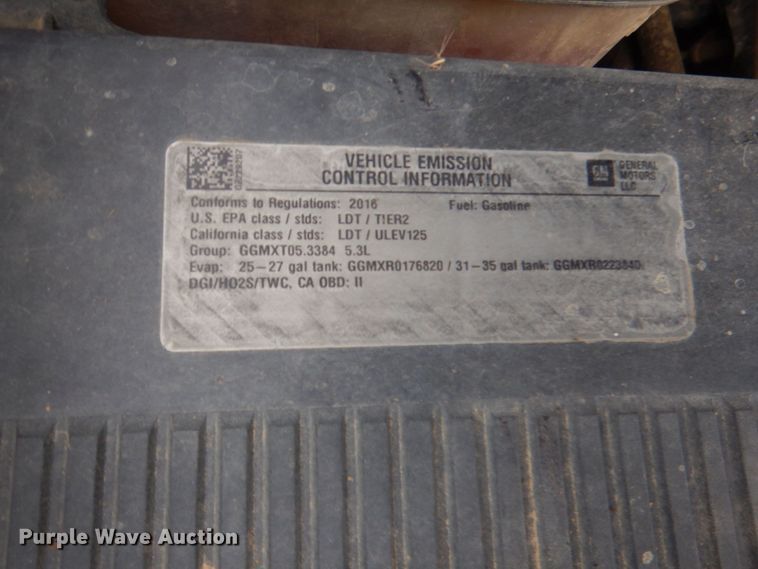 VEHICLE EMISSION
CONTROL INFORMATION
GM
GENERAL
MOTORS
LLC
Conforms to Regulations: 2016 Fuel: Gasoline
U.S. EPA class / stds: LDT / TIER2
California class / stds: LDT / ULEV125
Group: GGMXT05.3384 5.3L
Evap: 25-27 gal tank: GGMXR0176820 / 31-35 gal tank: GGMXR0223840
DGI/HO2S/TWC, CA OBD: II
Purple Wave Auction